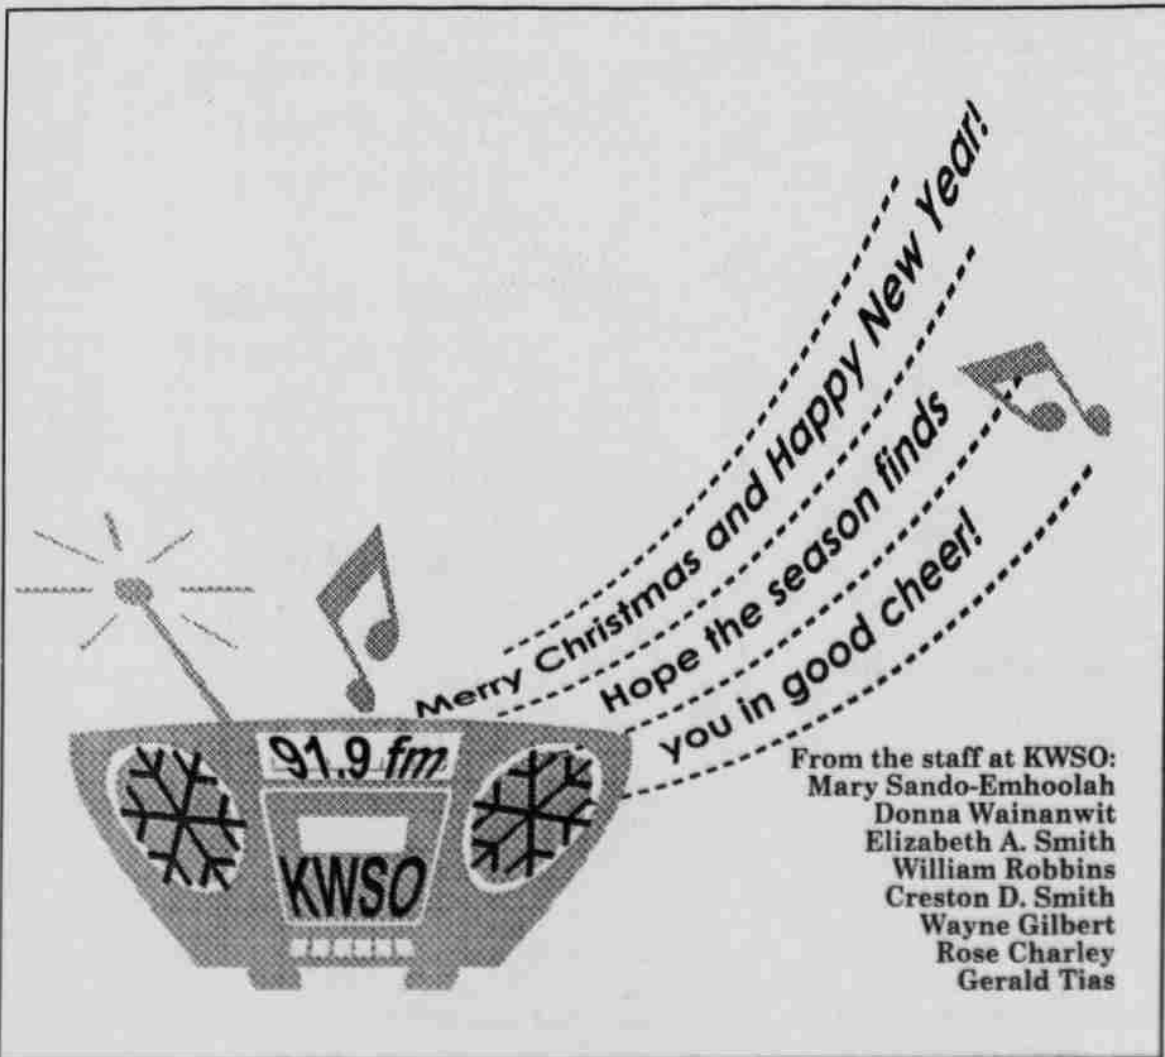 Merry Christmas and Happy New Year!
Hope the season finds
you in good cheer!
91.9 fm
KWSO
From the staff at KWSO:
Mary Sando-Emhoolah
Donna Wainanwit
Elizabeth A. Smith
William Robbins
Creston D. Smith
Wayne Gilbert
Rose Charley
Gerald Tias